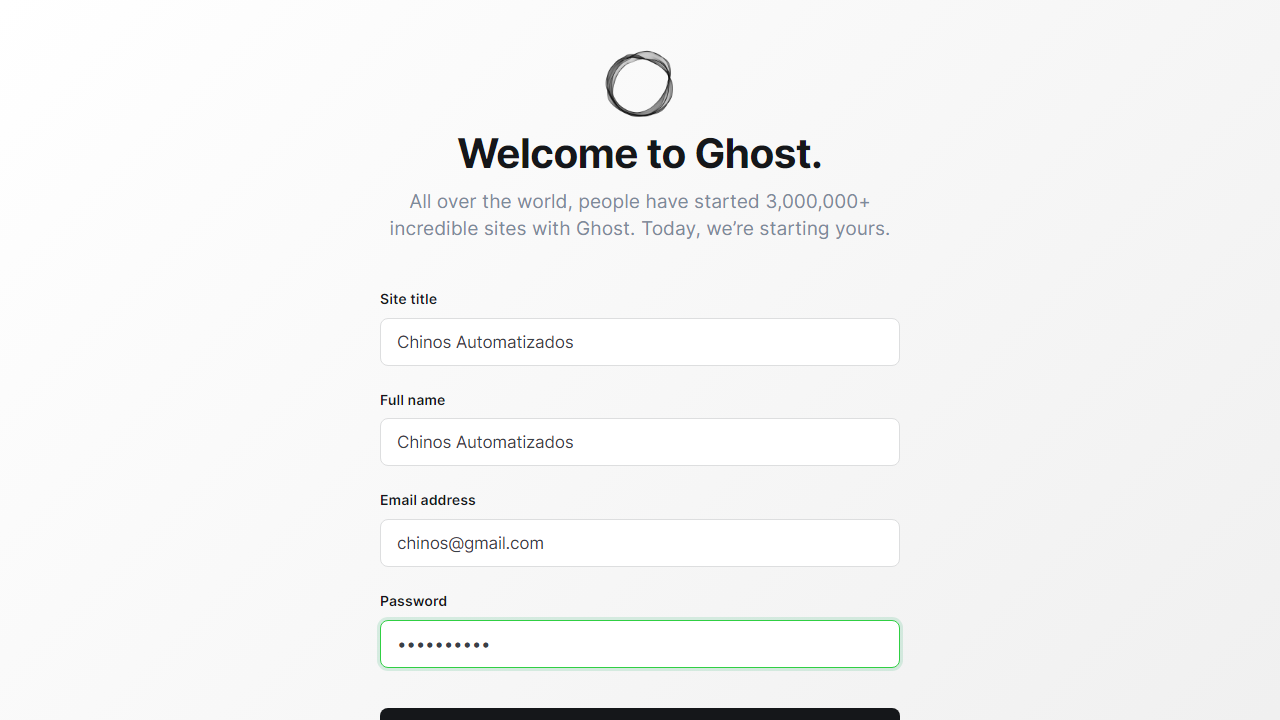 Welcome to Ghost.
All over the world, people have started 3,000,000+
incredible sites with Ghost. Today, we’re starting yours.
Site title
Chinos Automatizados
Full name
Chinos Automatizados
Email address
chinos@gmail.com
Password
••••••••••